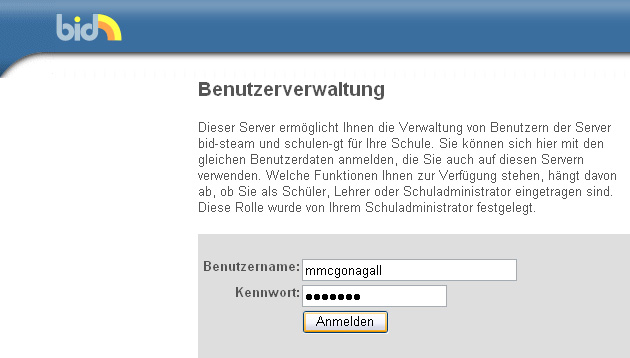 bid
Benutzerverwaltung
Dieser Server ermöglicht Ihnen die Verwaltung von Benutzern der Server
bid-steam und schulen-gt für Ihre Schule. Sie können sich hier mit den
gleichen Benutzerdaten anmelden, die Sie auch auf diesen Servern
verwenden. Welche Funktionen Ihnen zur Verfügung stehen, hängt davon
ab, ob Sie als Schüler, Lehrer oder Schuladministrator eingetragen sind.
Diese Rolle wurde von Ihrem Schuladministrator festgelegt.
Benutzername: mmcgonagall
Kennwort: ●●●●●●●
Anmelden